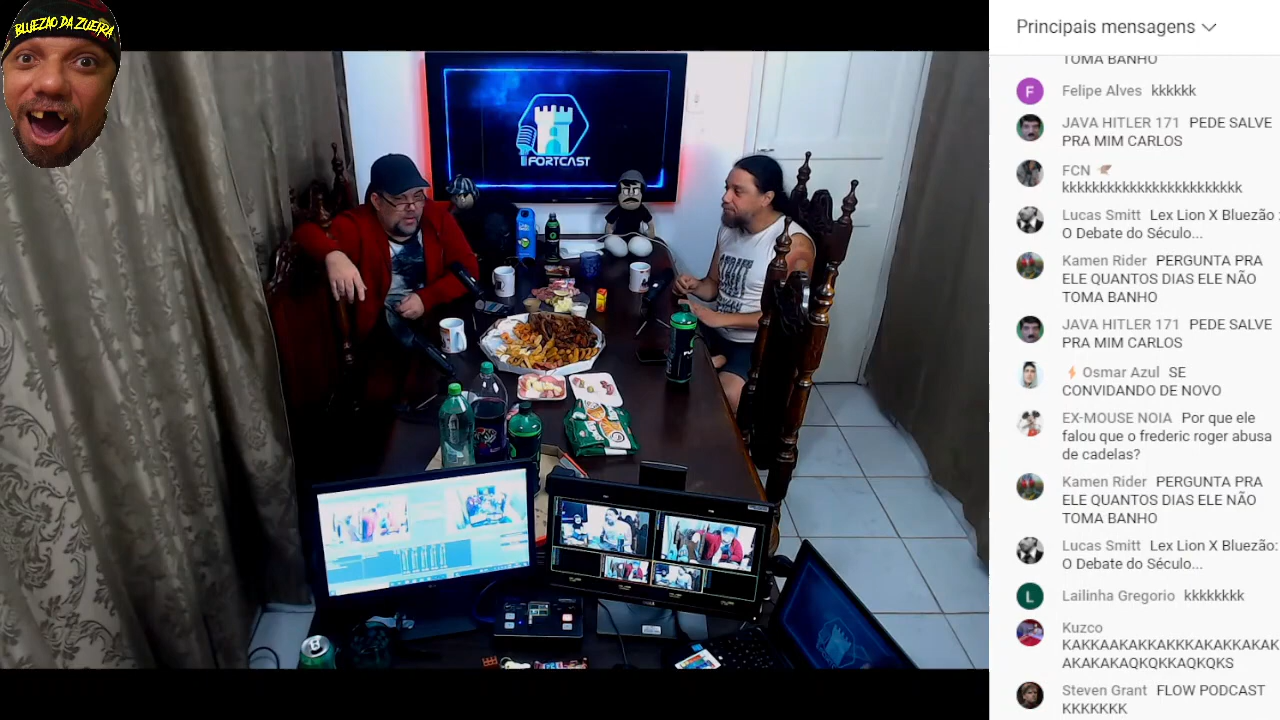 BLUEZAO DA ZUEIRA
FORTCAST
Principais mensagens
TOMA BANHO
Felipe Alves kkkkkk
JAVA HITLER 171 PEDE SALVE
PRA MIM CARLOS
FCN
kkkkkkkkkkkkkkkkkkkkkkkk
Lucas Smitt Lex Lion X Bluezão :
O Debate do Século...
Kamen Rider PERGUNTA PRA
ELE QUANTOS DIAS ELE NÃO
TOMA BANHO
JAVA HITLER 171 PEDE SALVE
PRA MIM CARLOS
Osmar Azul SE
CONVIDANDO DE NOVO
EX-MOUSE NOIA Por que ele
falou que o frederic roger abusa
de cadelas?
Kamen Rider PERGUNTA PRA
ELE QUANTOS DIAS ELE NÃO
TOMA BANHO
Lucas Smitt Lex Lion X Bluezão:
O Debate do Século...
Lailinha Gregorio kkkkkkkk
Kuzco
KAKKAAKAKKAKKKAKAKKAKAK
AKAKAKAQKQKKAQKQKS
Steven Grant FLOW PODCAST
KKKKKKK